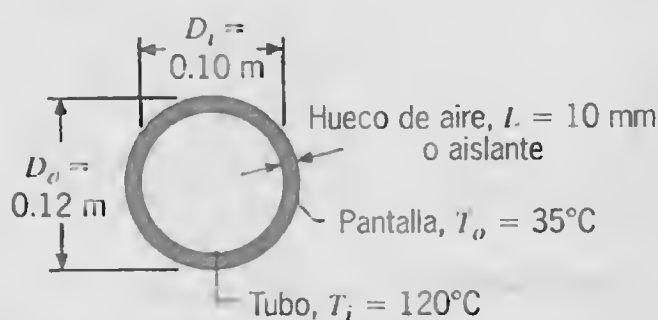 D_i =
0.10 m
Hueco de aire, L = 10 mm
o aislante
D_o =
0.12 m
Pantalla, T_o = 35°C
Tubo, T_i = 120°C